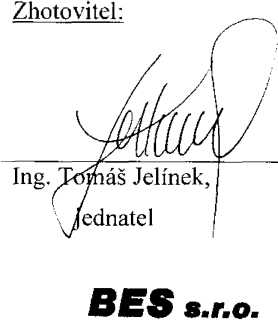 Zhotovitel:
Ing. Tomáš Jelínek,
jednatel
BES s.r.o.